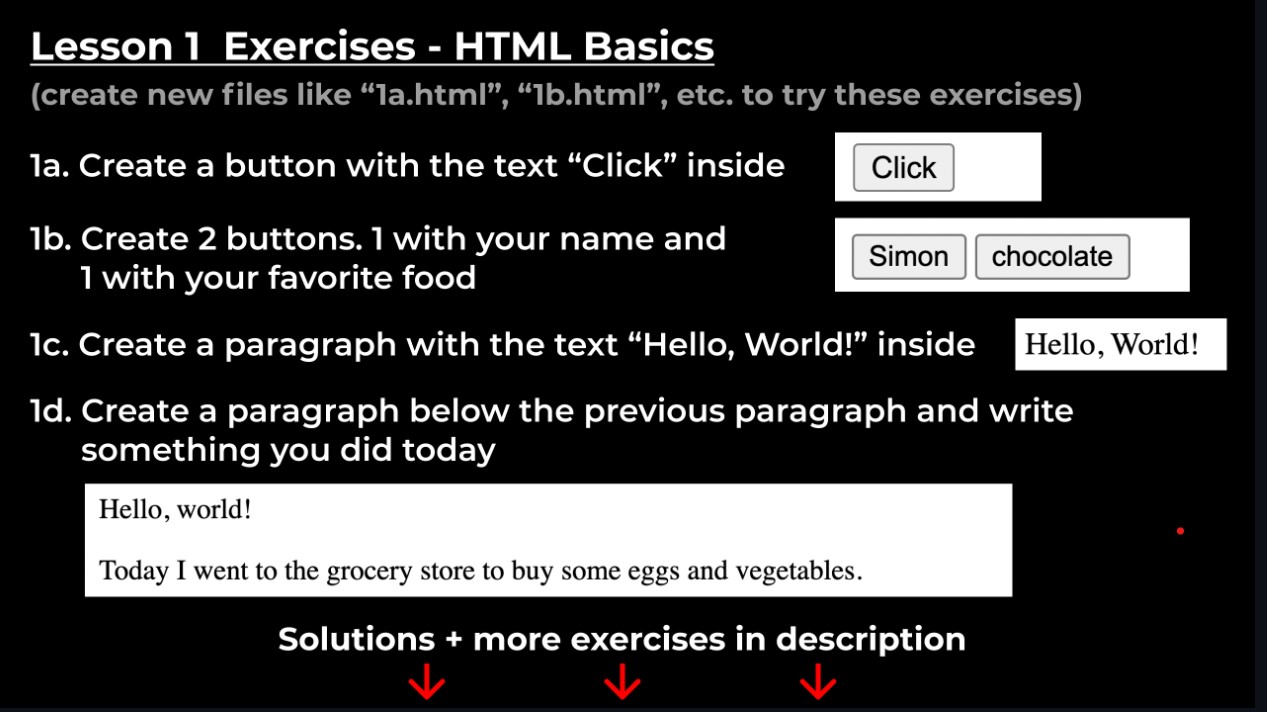 Lesson 1  Exercises - HTML Basics
(create new files like “1a.html”, “1b.html”, etc. to try these exercises)
1a. Create a button with the text “Click” inside
Click
1b. Create 2 buttons. 1 with your name and
1 with your favorite food
Simon
chocolate
1c. Create a paragraph with the text “Hello, World!” inside
Hello, World!
1d. Create a paragraph below the previous paragraph and write
something you did today
Hello, world!
Today I went to the grocery store to buy some eggs and vegetables.
Solutions + more exercises in description